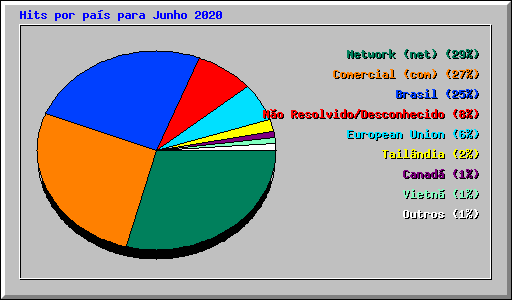 Hits por país para Junho 2020
Network (net) (29%)
Comercial (com) (27%)
Brasil (25%)
Não Resolvido/Desconhecido (8%)
European Union (6%)
Tailândia (2%)
Canadá (1%)
Vietnã (1%)
Outros (1%)